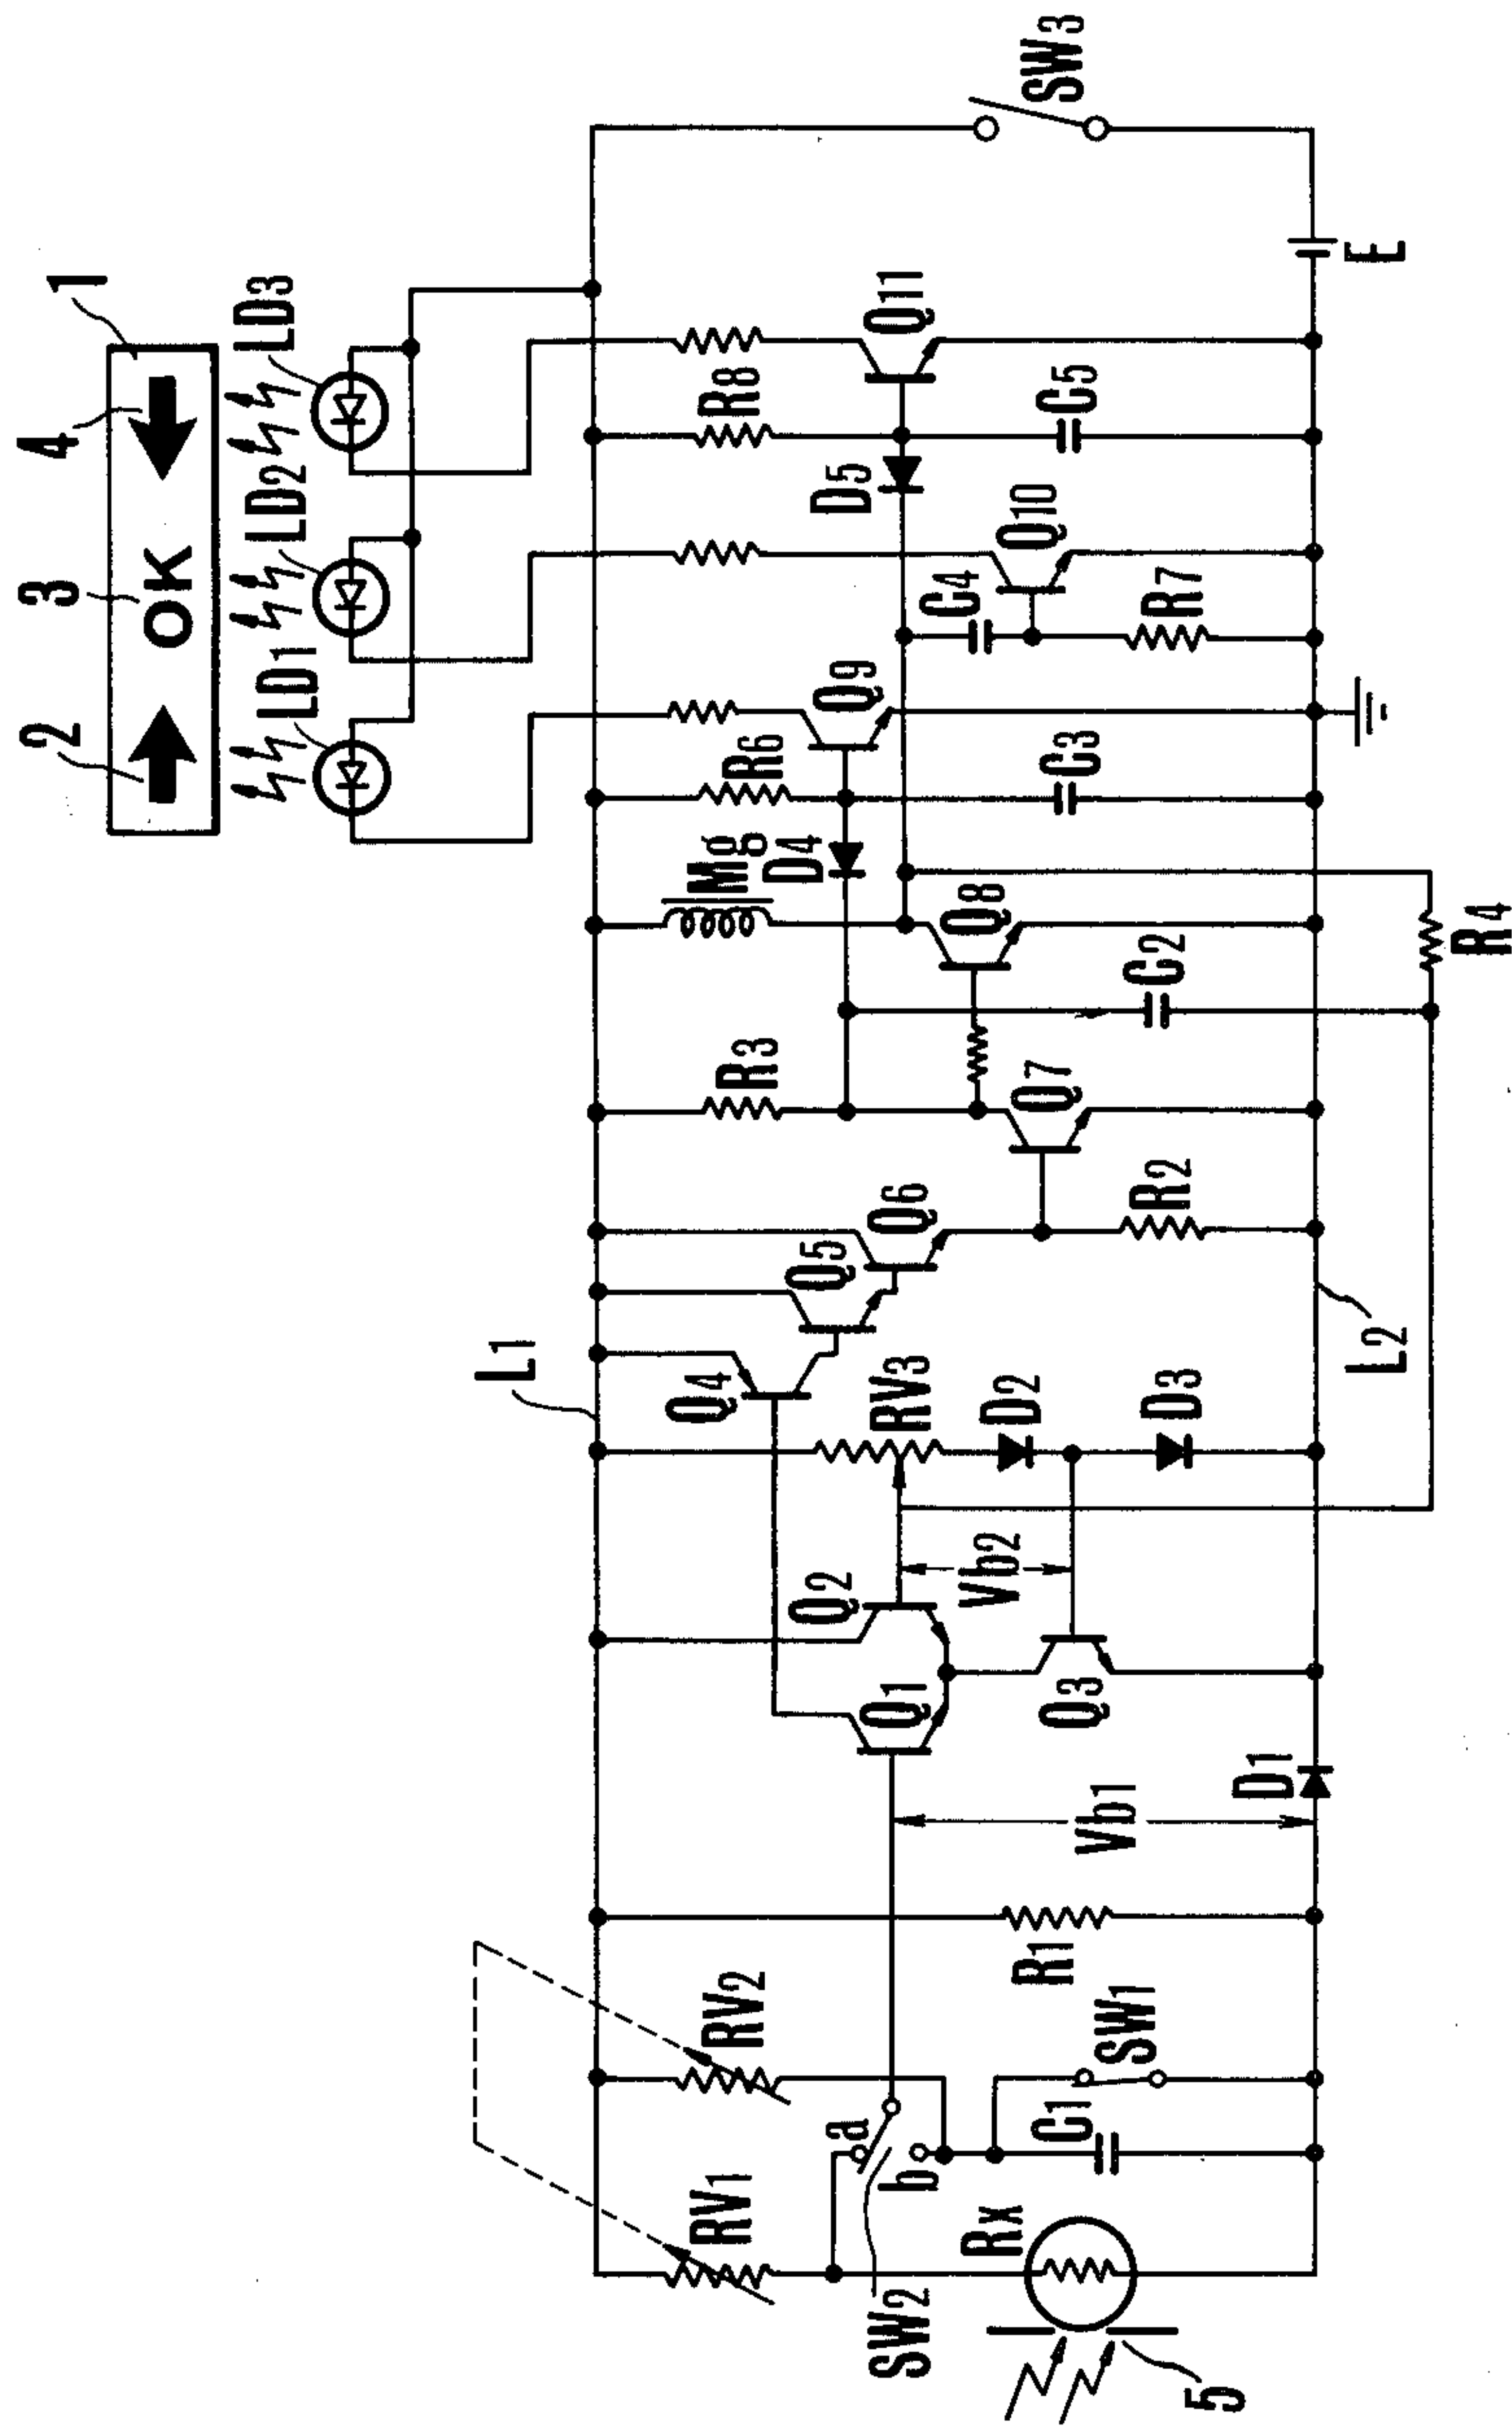 1
4
3
2
OK
LD1
LD2
LD3
L1
RV1
RV2
Q4
Q5
R3
Mg
D4
R6
R8
SW3
SW2
a
b
Q1
Q2
RV3
Q6
Q9
D5
Q11
Rx
R1
C1
SW1
Vb1
Vb2
Q3
D2
D3
R2
Q7
Q8
C2
C3
C4
Q10
R7
C5
5
D1
L2
R4
E